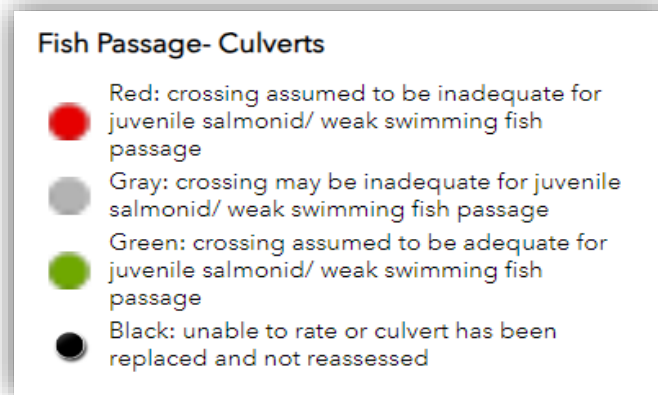 Fish Passage- Culverts
Red: crossing assumed to be inadequate for
juvenile salmonid/ weak swimming fish
passage
Gray: crossing may be inadequate for juvenile
salmonid/ weak swimming fish passage
Green: crossing assumed to be adequate for
juvenile salmonid/ weak swimming fish
passage
Black: unable to rate or culvert has been
replaced and not reassessed